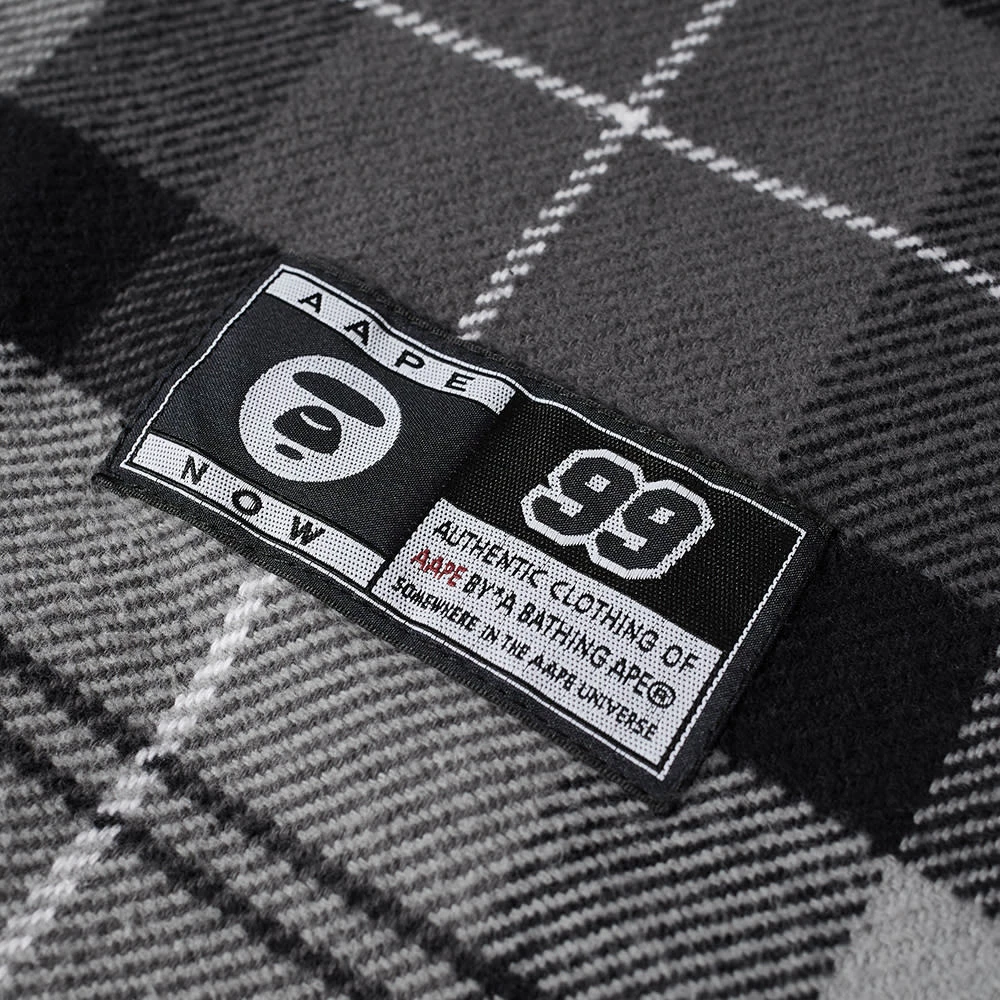 AAPE
NOW
99
AUTHENTIC CLOTHING OF
AAPE BY*A BATHING APE®
SOMEWHERE IN THE AAPE UNIVERSE